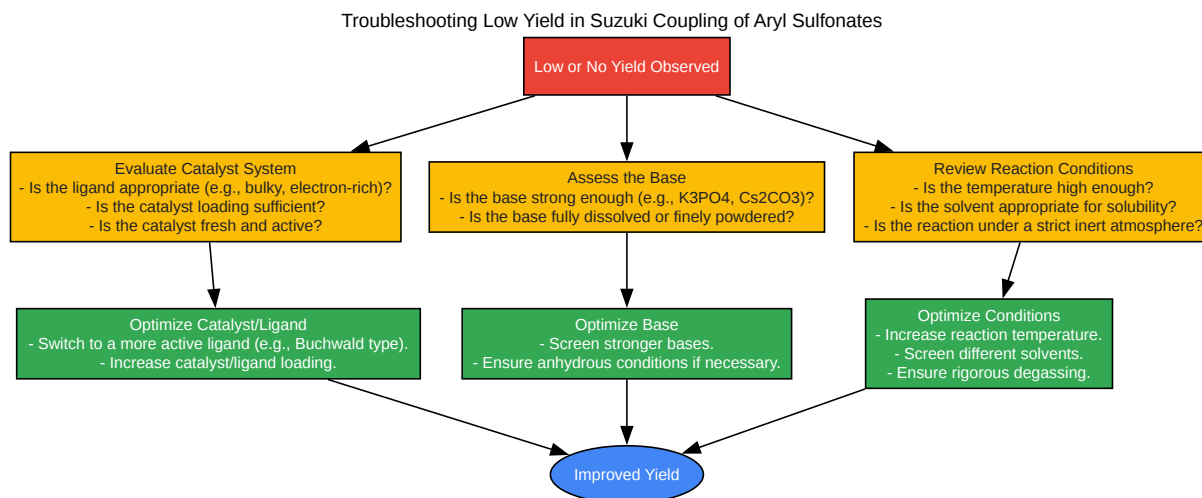 Troubleshooting Low Yield in Suzuki Coupling of Aryl Sulfonates
Low or No Yield Observed
Evaluate Catalyst System
- Is the ligand appropriate (e.g., bulky, electron-rich)?
- Is the catalyst loading sufficient?
- Is the catalyst fresh and active?
Assess the Base
- Is the base strong enough (e.g., K3PO4, Cs2CO3)?
- Is the base fully dissolved or finely powdered?
Review Reaction Conditions
- Is the temperature high enough?
- Is the solvent appropriate for solubility?
- Is the reaction under a strict inert atmosphere?
Optimize Catalyst/Ligand
- Switch to a more active ligand (e.g., Buchwald type).
- Increase catalyst/ligand loading.
Optimize Base
- Screen stronger bases.
- Ensure anhydrous conditions if necessary.
Optimize Conditions
- Increase reaction temperature.
- Screen different solvents.
- Ensure rigorous degassing.
Improved Yield